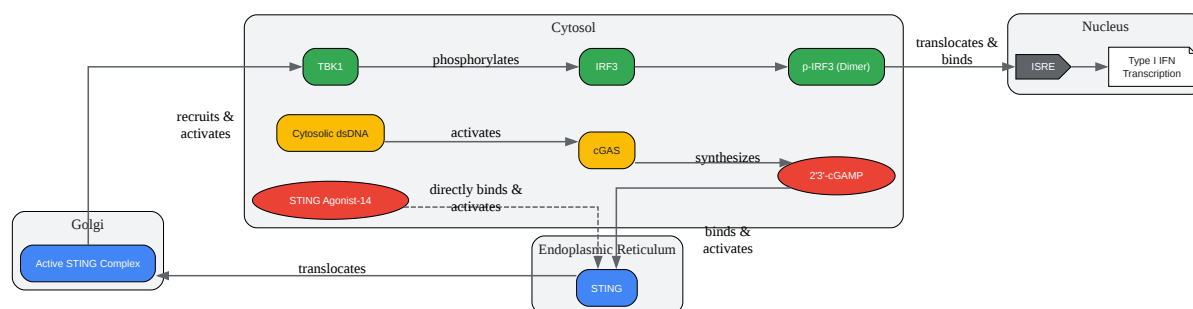 Cytosol
Nucleus
TBK1
phosphorylates
IRF3
p-IRF3 (Dimer)
translocates &
binds
ISRE
Type I IFN
Transcription
recruits &
activates
Cytosolic dsDNA
activates
cGAS
synthesizes
2'3'-cGAMP
STING Agonist-14
directly binds &
activates
Golgi
Active STING Complex
translocates
Endoplasmic Reticulum
STING
binds &
activates